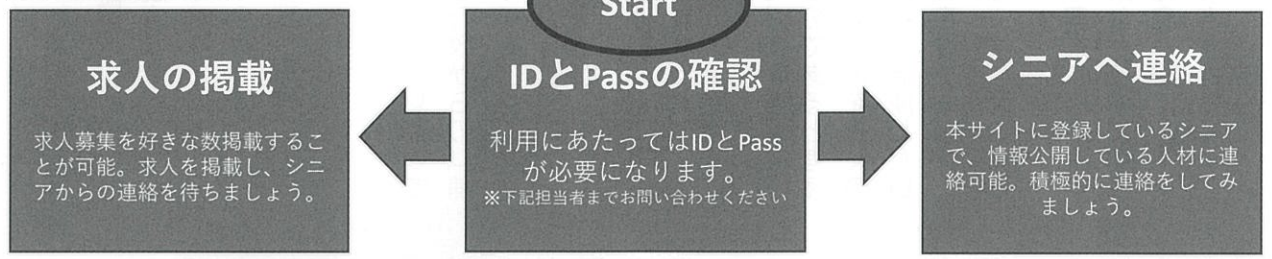 Start
求人の掲載
求人募集を好きな数掲載するこ
とが可能。求人を掲載し、シニ
アからの連絡を待ちましょう。
IDとPassの確認
利用にあたってはIDとPass
が必要になります。
※下記担当者までお問い合わせください
シニアへ連絡
本サイトに登録しているシニア
で、情報公開している人材に連
絡可能。積極的に連絡をしてみ
ましょう。